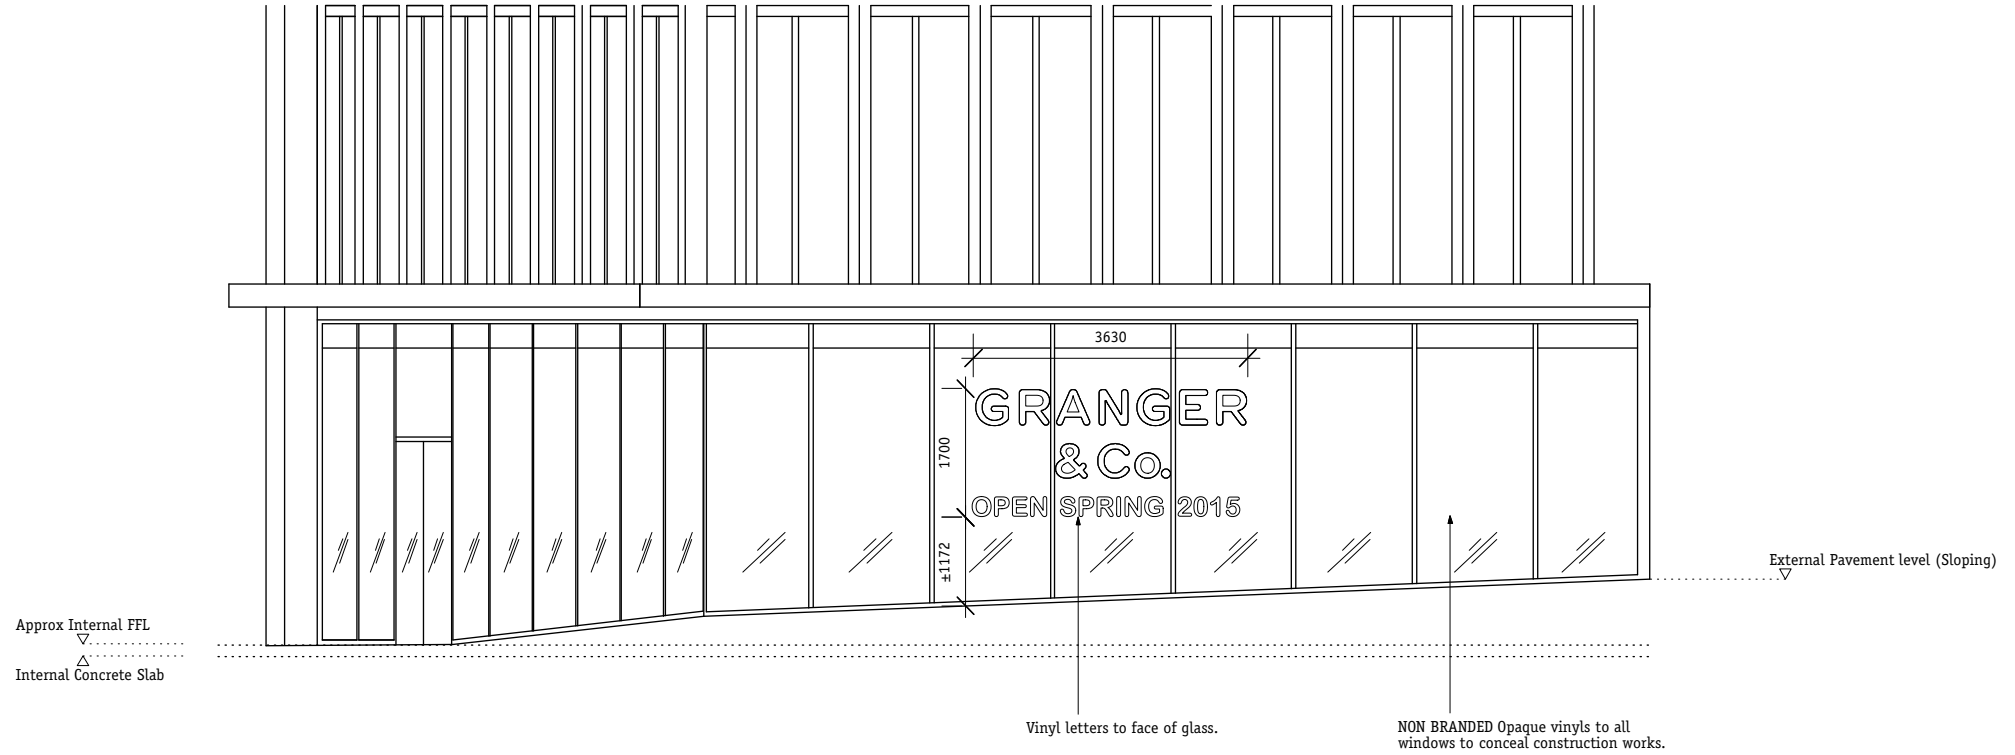 3630
GRANGER
& Co.
OPEN SPRING 2015
1700
±1172
External Pavement level (Sloping)
Approx Internal FFL
Internal Concrete Slab
Vinyl letters to face of glass.
NON BRANDED Opaque vinyls to all
windows to conceal construction works.